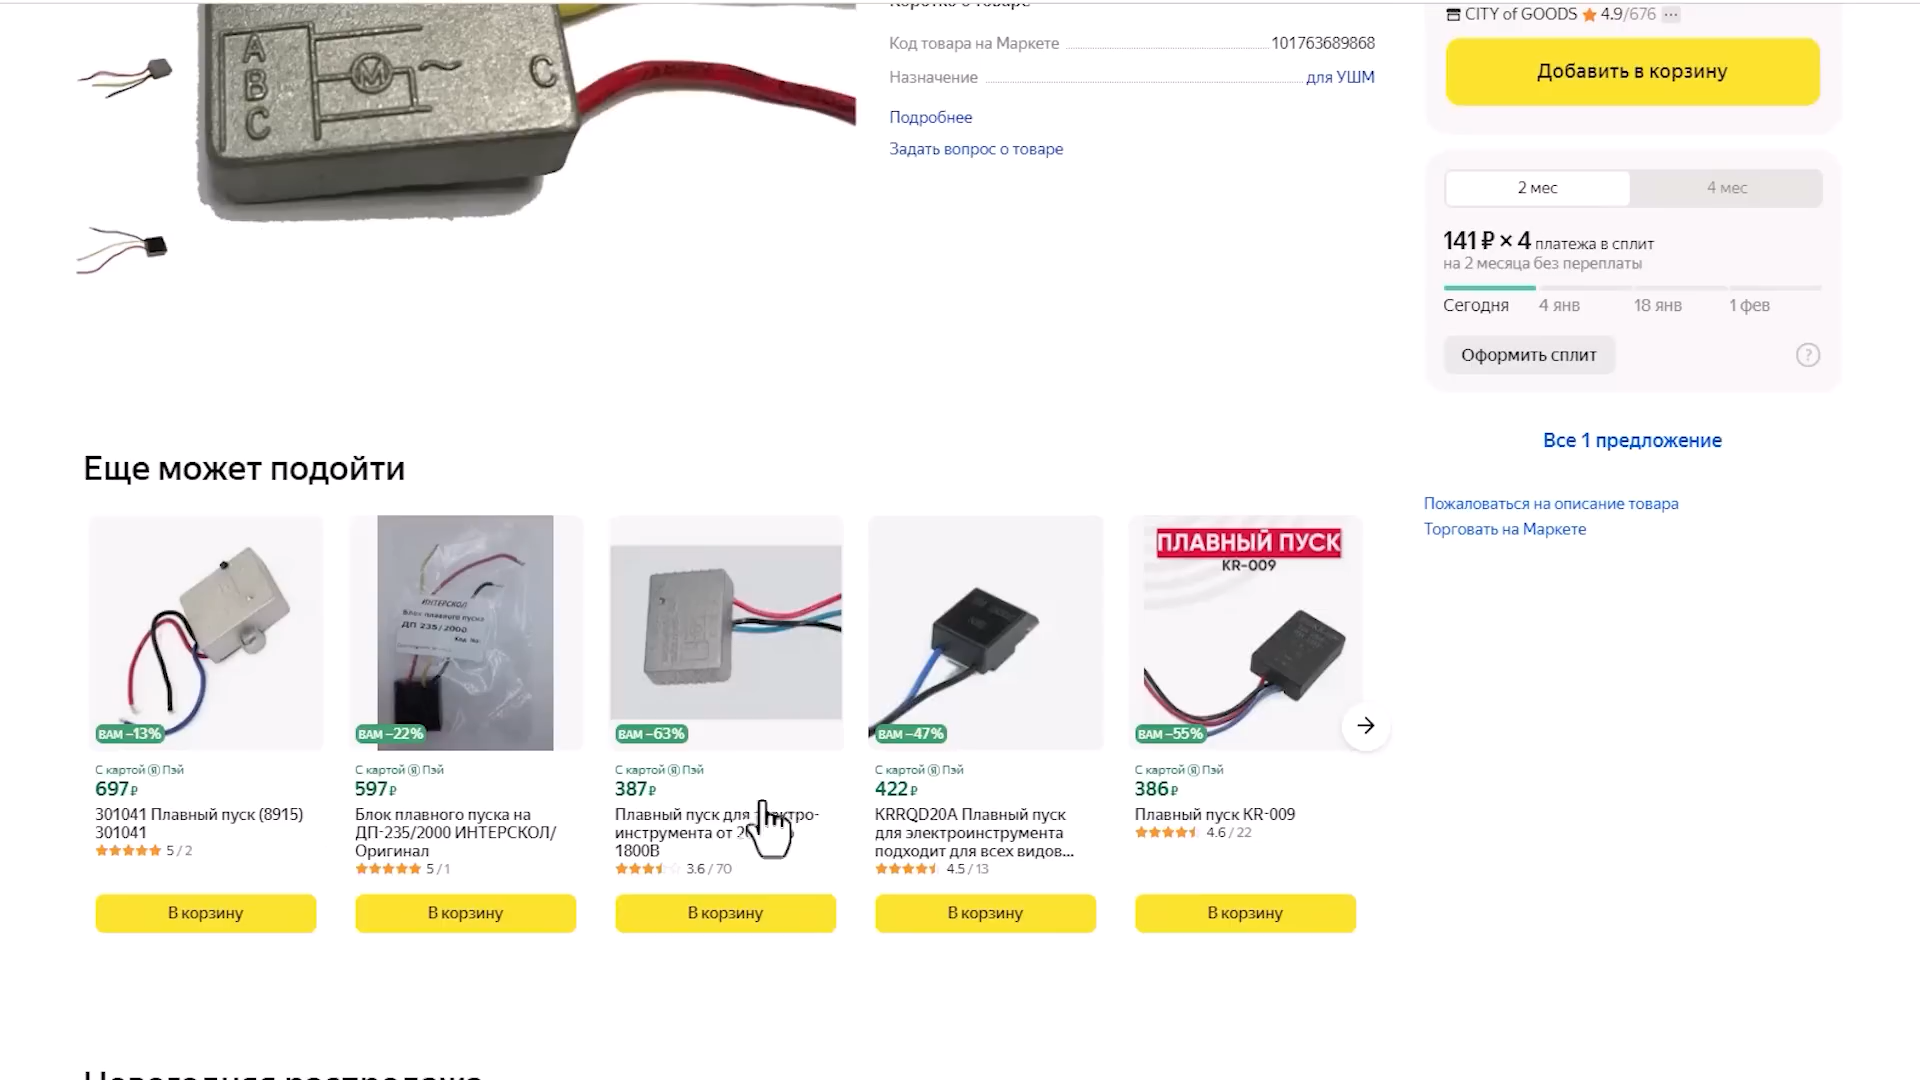 CITY of GOODS 4.9/676 ···
Код товара на Маркете 101763689868
Назначение для УШМ
Подробнее
Задать вопрос о товаре
Добавить в корзину
A
B
C
M
C
2 мес
4 мес
141 ₽ × 4 платежа в сплит
на 2 месяца без переплаты
Сегодня 4 янв 18 янв 1 фев
Оформить сплит
?
Все 1 предложение
Пожаловаться на описание товара
Торговать на Маркете
Еще может подойти
ВАМ –13%
С картой Я Пэй
697 ₽
301041 Плавный пуск (8915)
301041
5 / 2
В корзину
ИНТЕРСКОЛ
Блок плавного пуска
ДП 235/2000
ВАМ –22%
С картой Я Пэй
597 ₽
Блок плавного пуска на
ДП-235/2000 ИНТЕРСКОЛ/
Оригинал
5 / 1
В корзину
ВАМ –63%
С картой Я Пэй
387 ₽
Плавный пуск для
инструмента от
1800В
3.6 / 70
В корзину
ВАМ –47%
С картой Я Пэй
422 ₽
KRRQD20A Плавный пуск
для электроинструмента
подходит для всех видов...
4.5 / 13
В корзину
ПЛАВНЫЙ ПУСК
KR-009
ВАМ –55%
С картой Я Пэй
386 ₽
Плавный пуск KR-009
4.6 / 22
В корзину